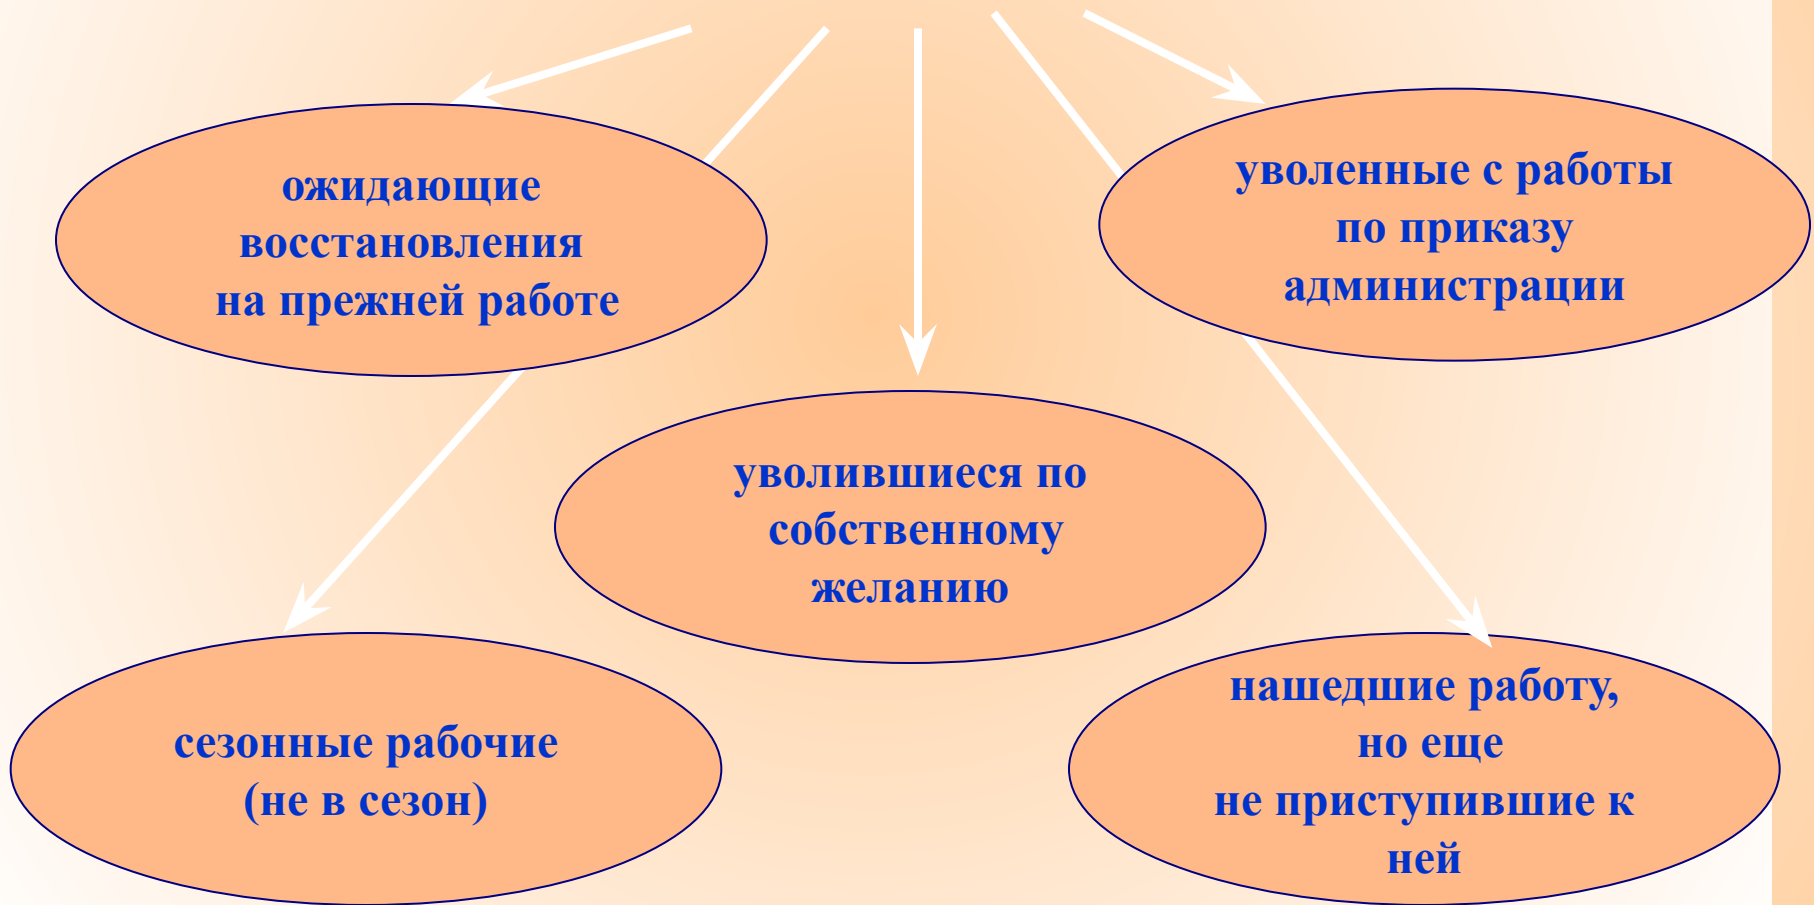 ожидающие
восстановления
на прежней работе
уволенные с работы
по приказу
администрации
уволившиеся по
собственному
желанию
сезонные рабочие
(не в сезон)
нашедшие работу,
но еще
не приступившие к
ней